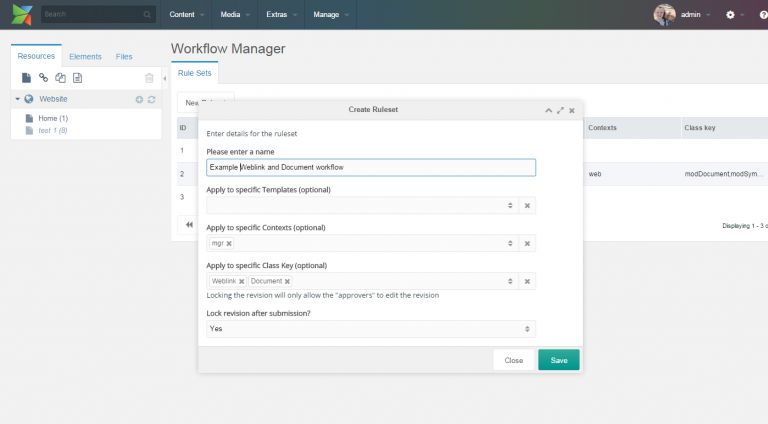 Search
Content
Media
Extras
Manage
admin
Resources
Elements
Files
Website
Home (1)
test 1 (8)
Workflow Manager
Rule Sets
New
ID
Contexts
Class key
1
2
web
modDocument,modSym...
3
Displaying 1 - 3 o
Create Ruleset
Enter details for the ruleset
Please enter a name
Example Weblink and Document workflow
Apply to specific Templates (optional)
Apply to specific Contexts (optional)
mgr
Apply to specific Class Key (optional)
Weblink Document
Locking the revision will only allow the "approvers" to edit the revision
Lock revision after submission?
Yes
Close
Save